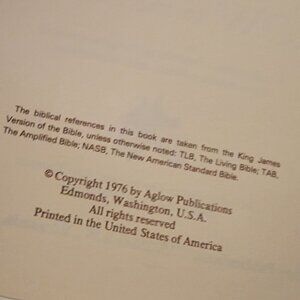 The biblical references in this book are taken from the King James
Version of the Bible, unless otherwise noted: TLB, The Living Bible; TAB,
The Amplified Bible; NASB, The New American Standard Bible.
© Copyright 1976 by Aglow Publications
Edmonds, Washington, U.S.A.
All rights reserved
Printed in the United States of America